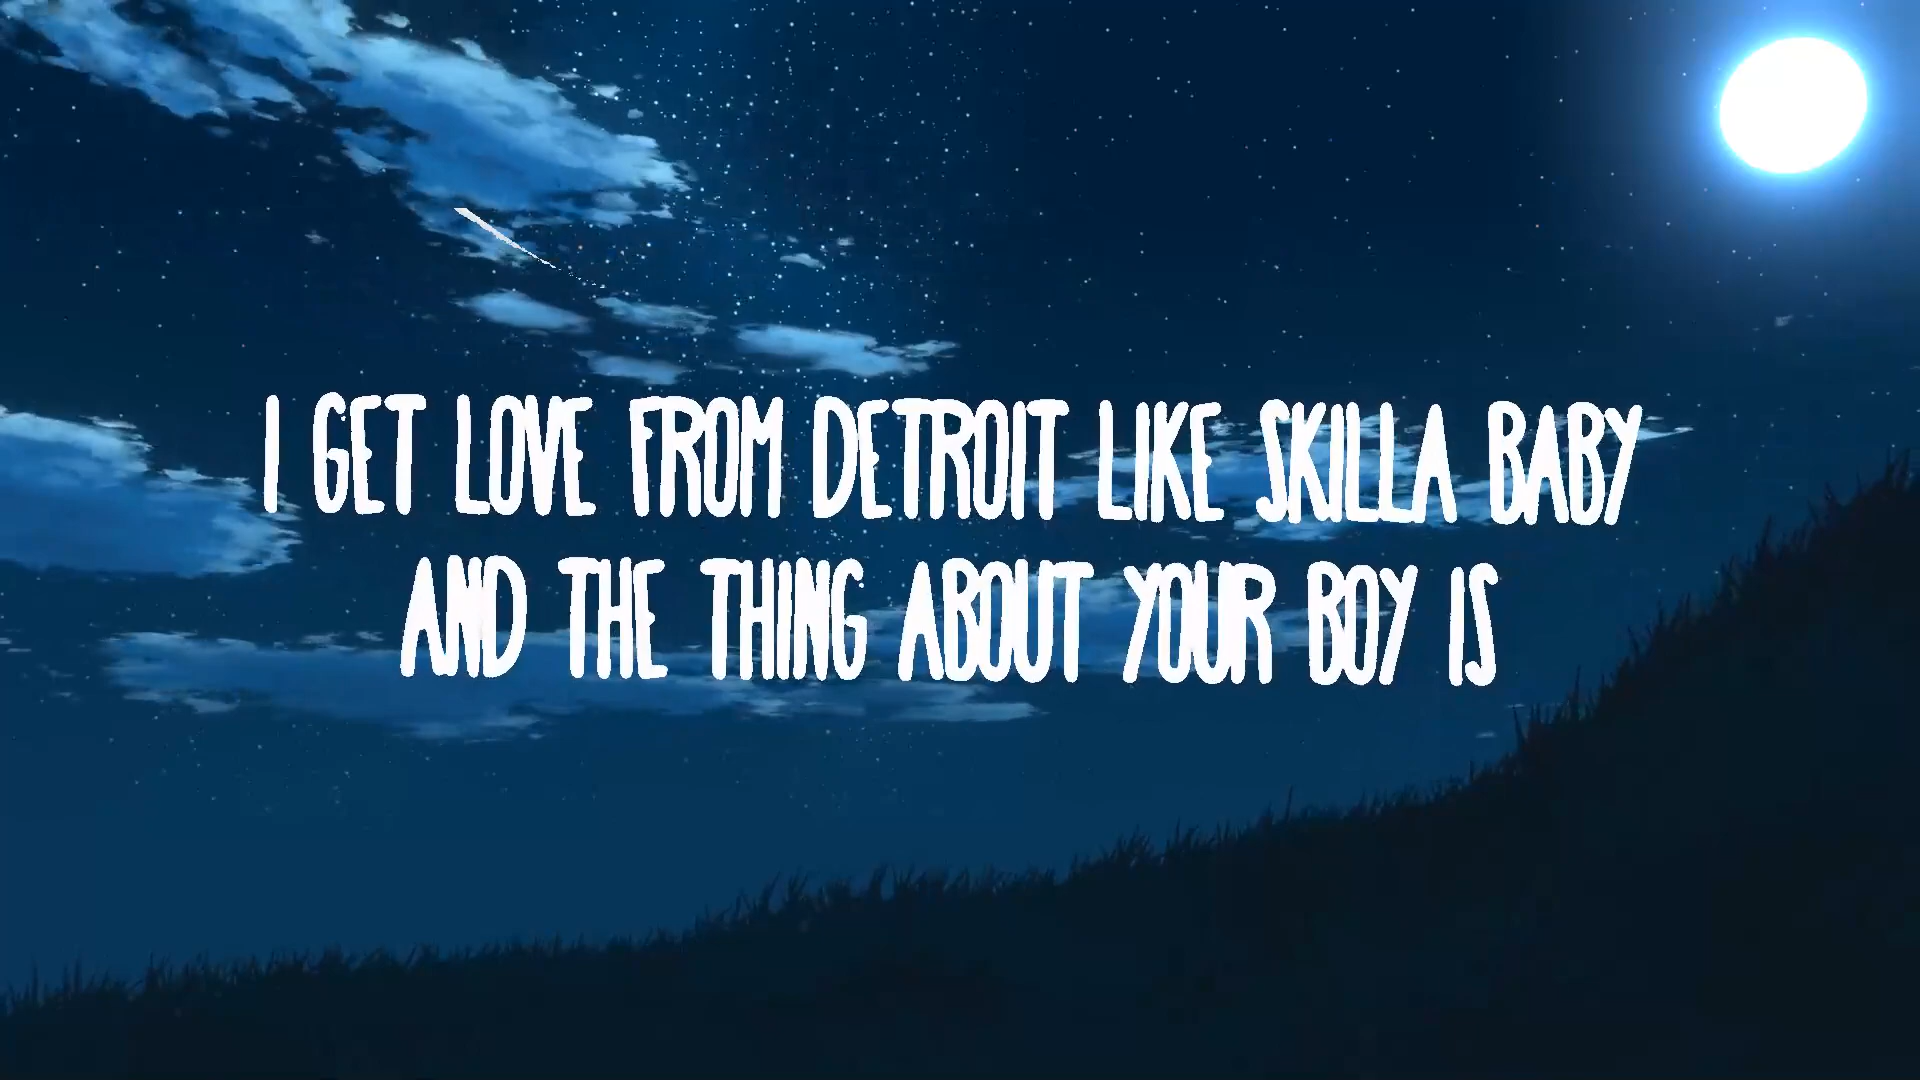 I GET LOVE FROM DETROIT LIKE SKILLA BABY
AND THE THING ABOUT YOUR BOY IS